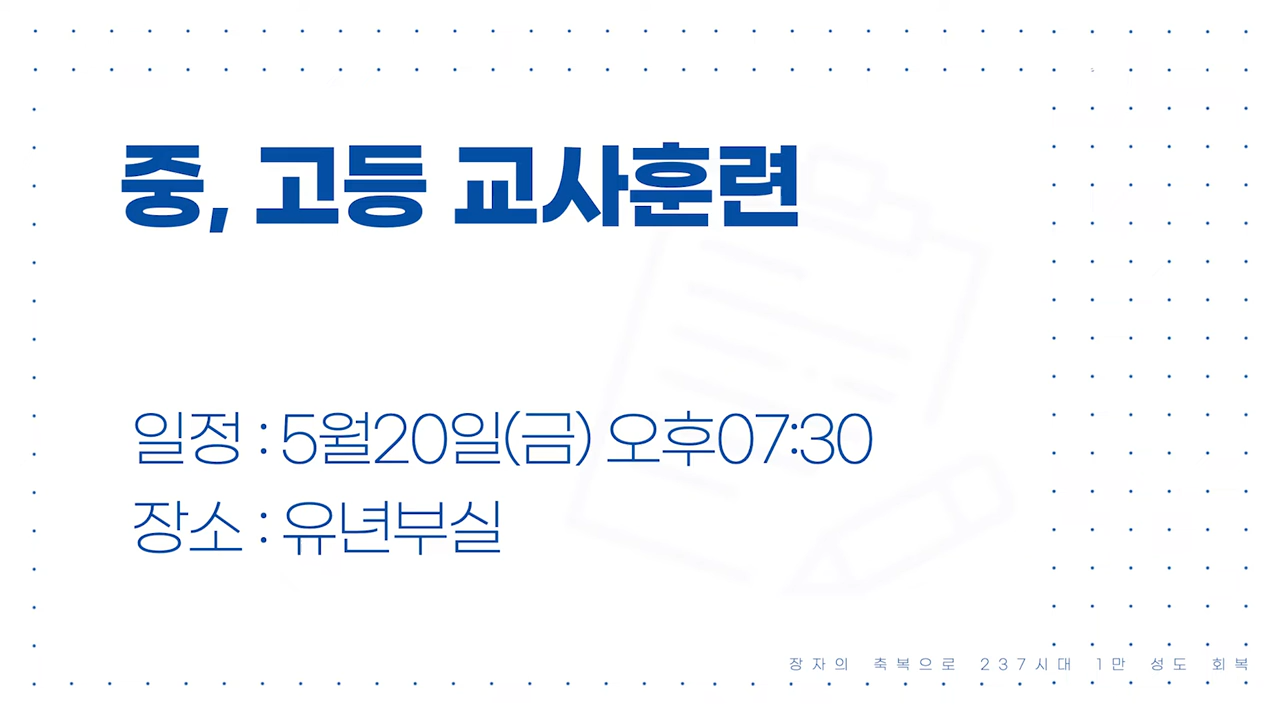 중, 고등 교사훈련
일정 : 5월20일(금) 오후07:30
장소 : 유년부실
장자의 축복으로 237시대 1만 성도 회복